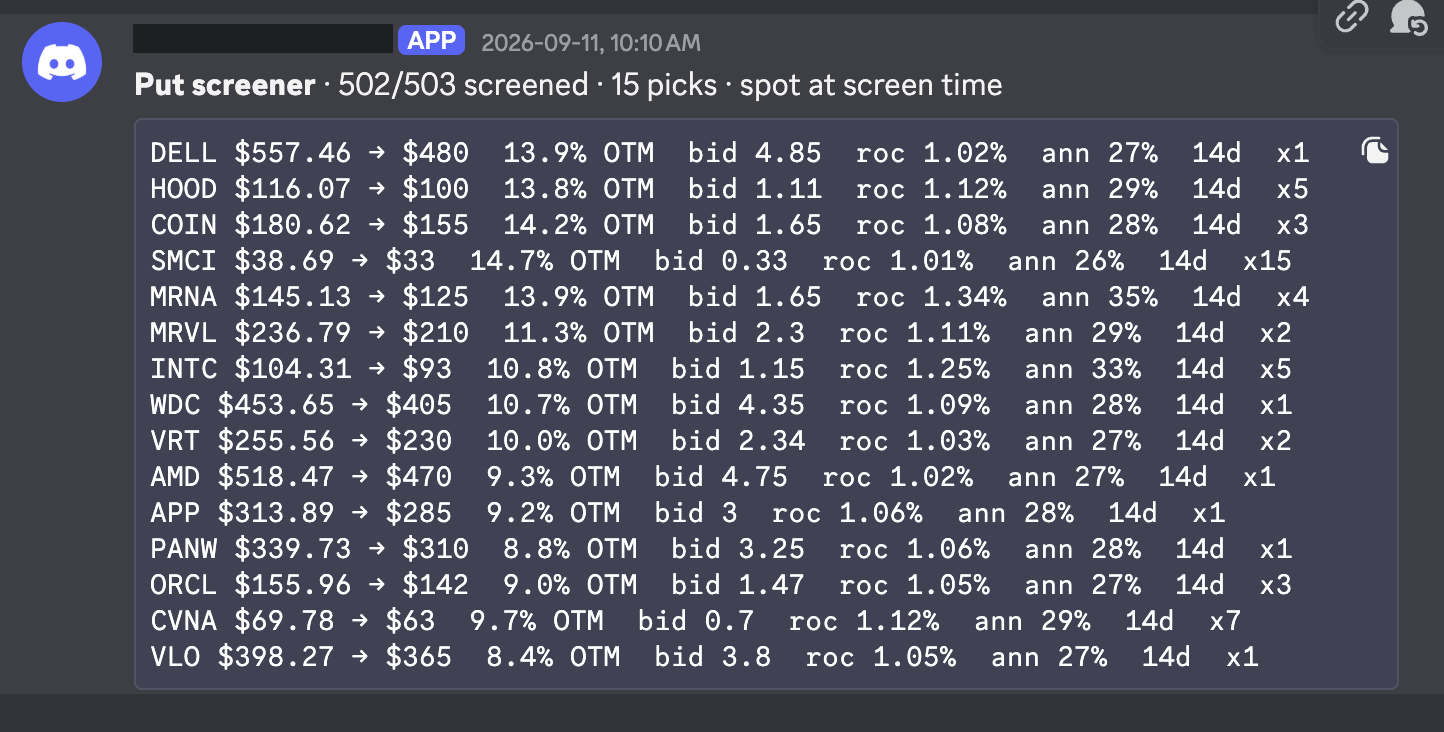 APP 2026-09-11, 10:10 AM
Put screener · 502/503 screened · 15 picks · spot at screen time
DELL $557.46 → $480  13.9% OTM  bid 4.85  roc 1.02%  ann 27%  14d  x1
HOOD $116.07 → $100  13.8% OTM  bid 1.11  roc 1.12%  ann 29%  14d  x5
COIN $180.62 → $155  14.2% OTM  bid 1.65  roc 1.08%  ann 28%  14d  x3
SMCI $38.69 → $33  14.7% OTM  bid 0.33  roc 1.01%  ann 26%  14d  x15
MRNA $145.13 → $125  13.9% OTM  bid 1.65  roc 1.34%  ann 35%  14d  x4
MRVL $236.79 → $210  11.3% OTM  bid 2.3  roc 1.11%  ann 29%  14d  x2
INTC $104.31 → $93  10.8% OTM  bid 1.15  roc 1.25%  ann 33%  14d  x5
WDC $453.65 → $405  10.7% OTM  bid 4.35  roc 1.09%  ann 28%  14d  x1
VRT $255.56 → $230  10.0% OTM  bid 2.34  roc 1.03%  ann 27%  14d  x2
AMD $518.47 → $470  9.3% OTM  bid 4.75  roc 1.02%  ann 27%  14d  x1
APP $313.89 → $285  9.2% OTM  bid 3  roc 1.06%  ann 28%  14d  x1
PANW $339.73 → $310  8.8% OTM  bid 3.25  roc 1.06%  ann 28%  14d  x1
ORCL $155.96 → $142  9.0% OTM  bid 1.47  roc 1.05%  ann 27%  14d  x3
CVNA $69.78 → $63  9.7% OTM  bid 0.7  roc 1.12%  ann 29%  14d  x7
VLO $398.27 → $365  8.4% OTM  bid 3.8  roc 1.05%  ann 27%  14d  x1